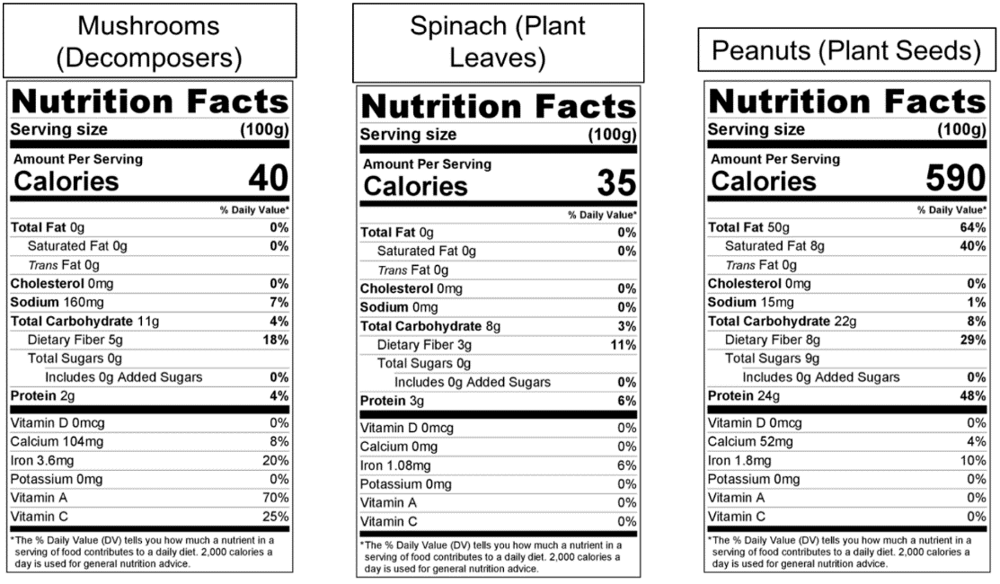 Mushrooms
(Decomposers)
Nutrition Facts
Serving size (100g)
Amount Per Serving
Calories 40
% Daily Value*
Total Fat 0g 0%
Saturated Fat 0g 0%
Trans Fat 0g
Cholesterol 0mg 0%
Sodium 160mg 7%
Total Carbohydrate 11g 4%
Dietary Fiber 5g 18%
Total Sugars 0g
Includes 0g Added Sugars 0%
Protein 2g 4%
Vitamin D 0mcg 0%
Calcium 104mg 8%
Iron 3.6mg 20%
Potassium 0mg 0%
Vitamin A 70%
Vitamin C 25%
*The % Daily Value (DV) tells you how much a nutrient in a
serving of food contributes to a daily diet. 2,000 calories a
day is used for general nutrition advice.
Spinach (Plant
Leaves)
Nutrition Facts
Serving size (100g)
Amount Per Serving
Calories 35
% Daily Value*
Total Fat 0g 0%
Saturated Fat 0g 0%
Trans Fat 0g
Cholesterol 0mg 0%
Sodium 0mg 0%
Total Carbohydrate 8g 3%
Dietary Fiber 3g 11%
Total Sugars 0g
Includes 0g Added Sugars 0%
Protein 3g 6%
Vitamin D 0mcg 0%
Calcium 0mg 0%
Iron 1.08mg 6%
Potassium 0mg 0%
Vitamin A 0%
Vitamin C 0%
*The % Daily Value (DV) tells you how much a nutrient in a
serving of food contributes to a daily diet. 2,000 calories a
day is used for general nutrition advice.
Peanuts (Plant Seeds)
Nutrition Facts
Serving size (100g)
Amount Per Serving
Calories 590
% Daily Value*
Total Fat 50g 64%
Saturated Fat 8g 40%
Trans Fat 0g
Cholesterol 0mg 0%
Sodium 15mg 1%
Total Carbohydrate 22g 8%
Dietary Fiber 8g 29%
Total Sugars 9g
Includes 0g Added Sugars 0%
Protein 24g 48%
Vitamin D 0mcg 0%
Calcium 52mg 4%
Iron 1.8mg 10%
Potassium 0mg 0%
Vitamin A 0%
Vitamin C 0%
*The % Daily Value (DV) tells you how much a nutrient in a
serving of food contributes to a daily diet. 2,000 calories a
day is used for general nutrition advice.